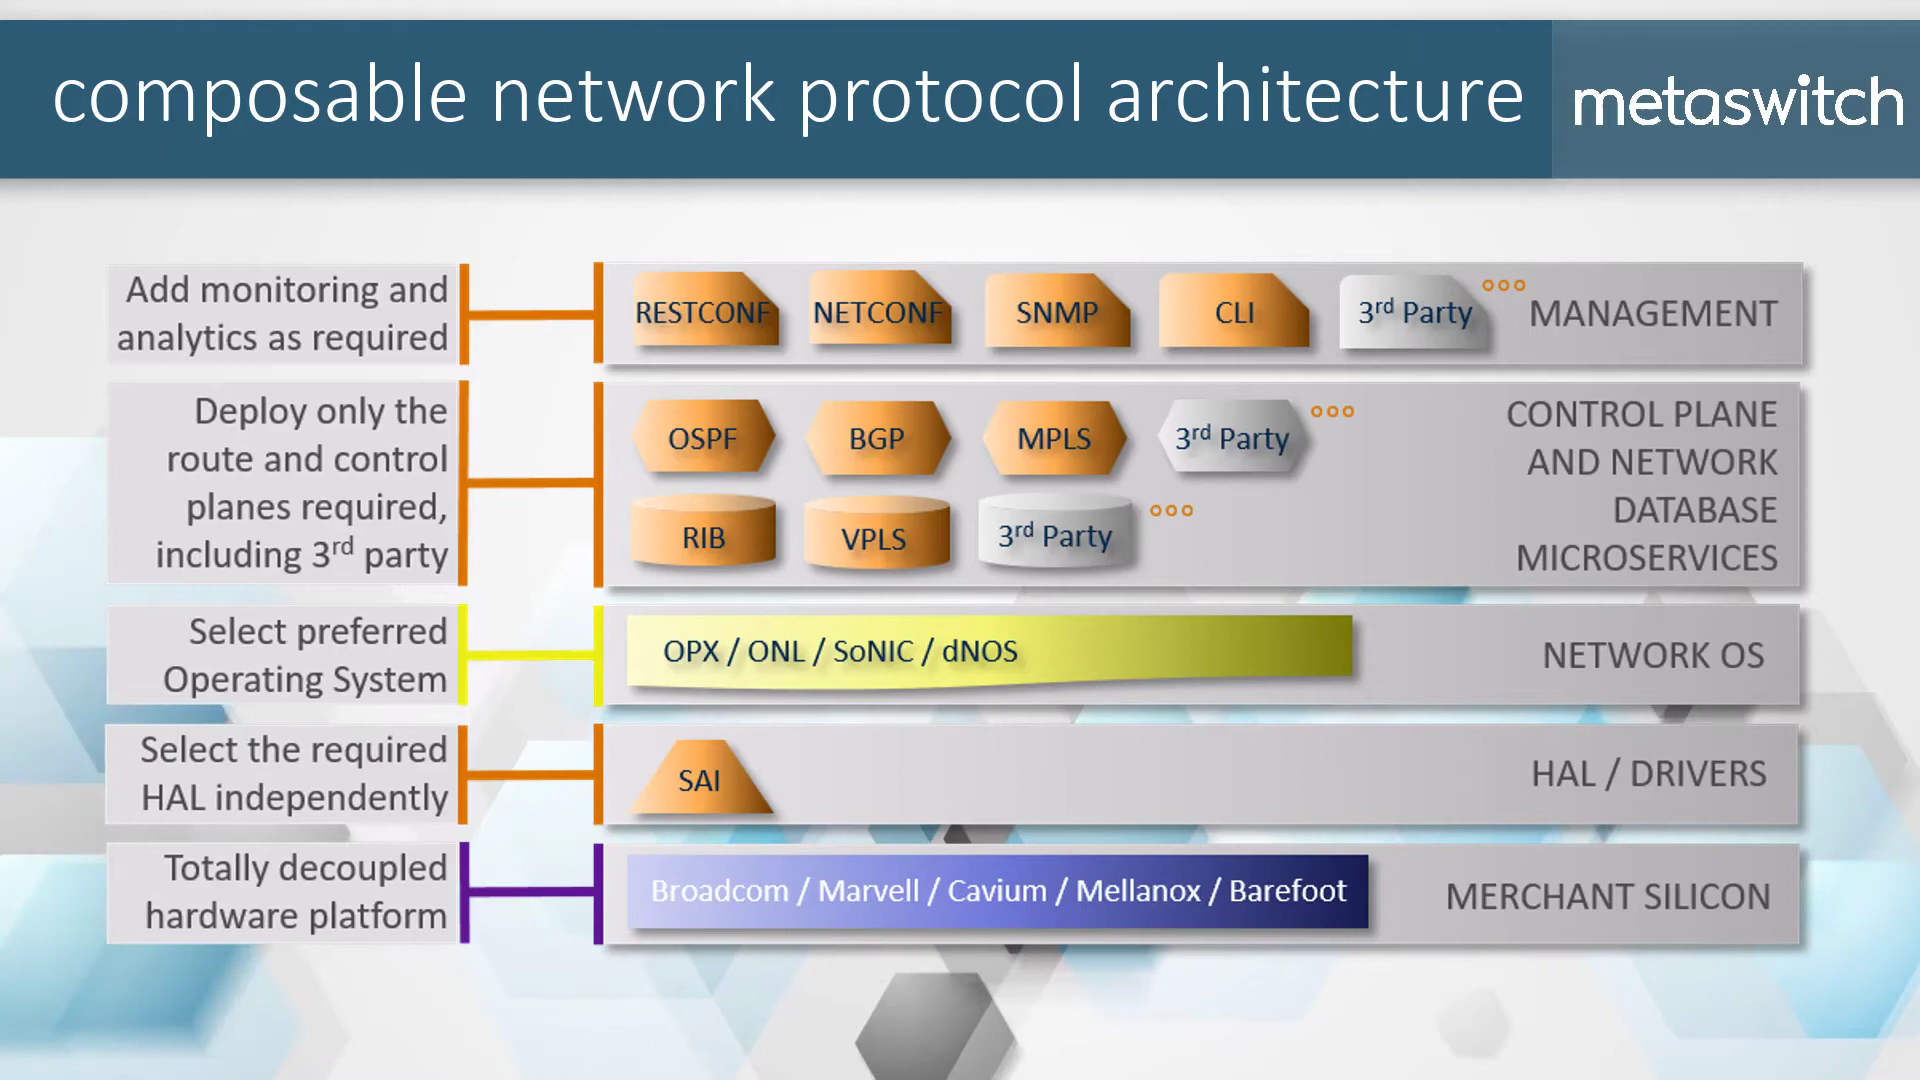 composable network protocol architecture
metaswitch
Add monitoring and
analytics as required
RESTCONF NETCONF SNMP CLI 3rd Party
MANAGEMENT
Deploy only the
route and control
planes required,
including 3rd party
OSPF BGP MPLS 3rd Party
RIB VPLS 3rd Party
CONTROL PLANE
AND NETWORK
DATABASE
MICROSERVICES
Select preferred
Operating System
OPX / ONL / SoNIC / dNOS
NETWORK OS
Select the required
HAL independently
SAI
HAL / DRIVERS
Totally decoupled
hardware platform
Broadcom / Marvell / Cavium / Mellanox / Barefoot
MERCHANT SILICON